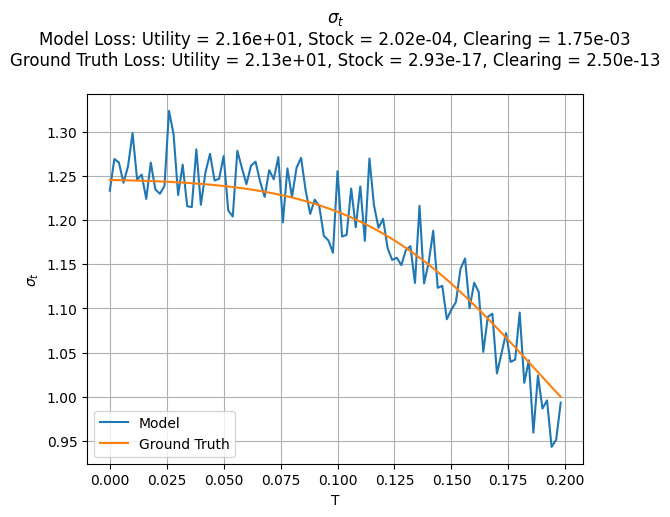 σt
Model Loss: Utility = 2.16e+01, Stock = 2.02e-04, Clearing = 1.75e-03
Ground Truth Loss: Utility = 2.13e+01, Stock = 2.93e-17, Clearing = 2.50e-13
1.30
1.25
1.20
1.15
1.10
1.05
1.00
0.95
σt
Model
Ground Truth
0.000 0.025 0.050 0.075 0.100 0.125 0.150 0.175 0.200
T